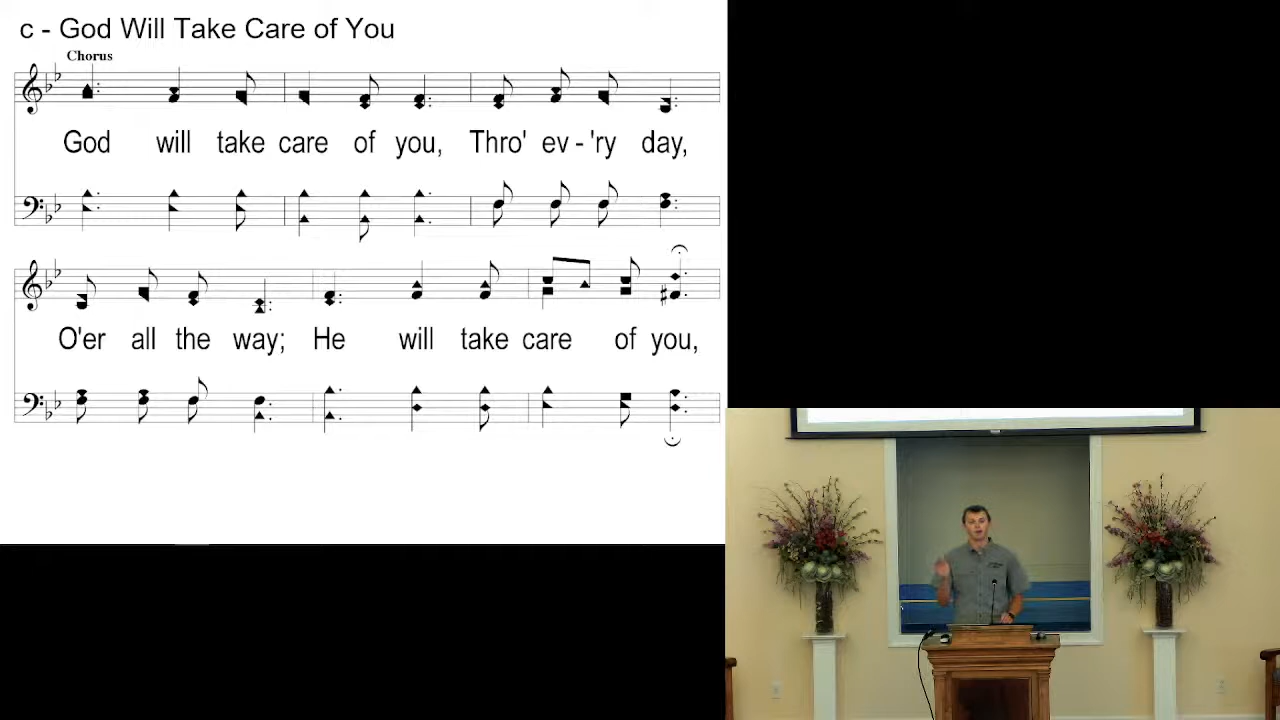 c - God Will Take Care of You
Chorus
God will take care of you, Thro' ev - 'ry day,
O'er all the way; He will take care of you,